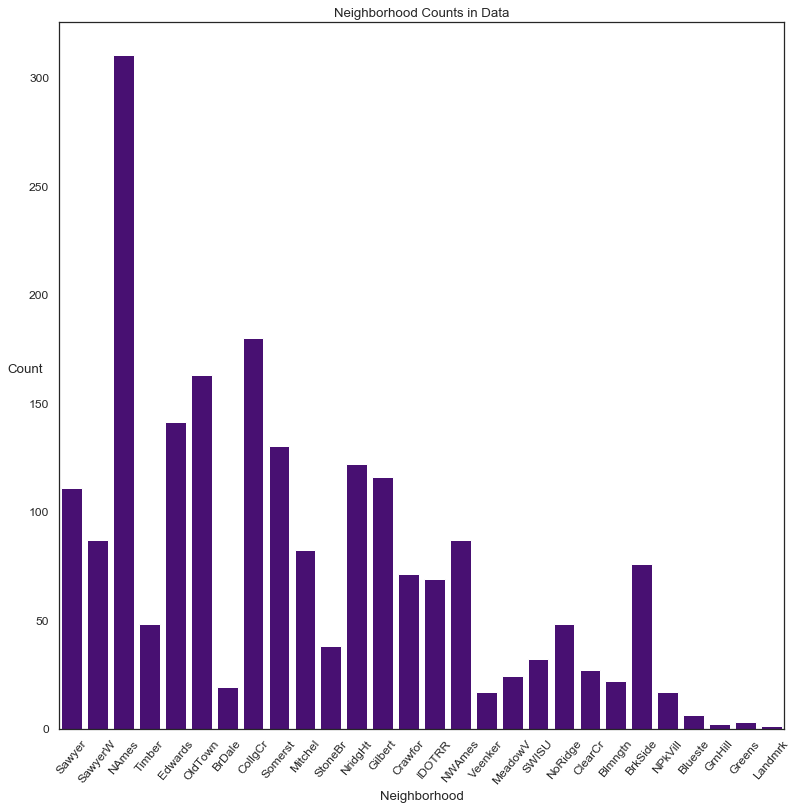 Neighborhood Counts in Data
300
250
200
150
100
50
0
Count
Sawyer
SawyerW
NAmes
Timber
Edwards
OldTown
BrDale
CollgCr
Somerst
Mitchel
StoneBr
NridgHt
Gilbert
Crawfor
IDOTRR
NWAmes
Veenker
MeadowV
SWISU
NoRidge
ClearCr
Blmngtn
BrkSide
NPkVill
Blueste
GrnHill
Greens
Landmrk
Neighborhood